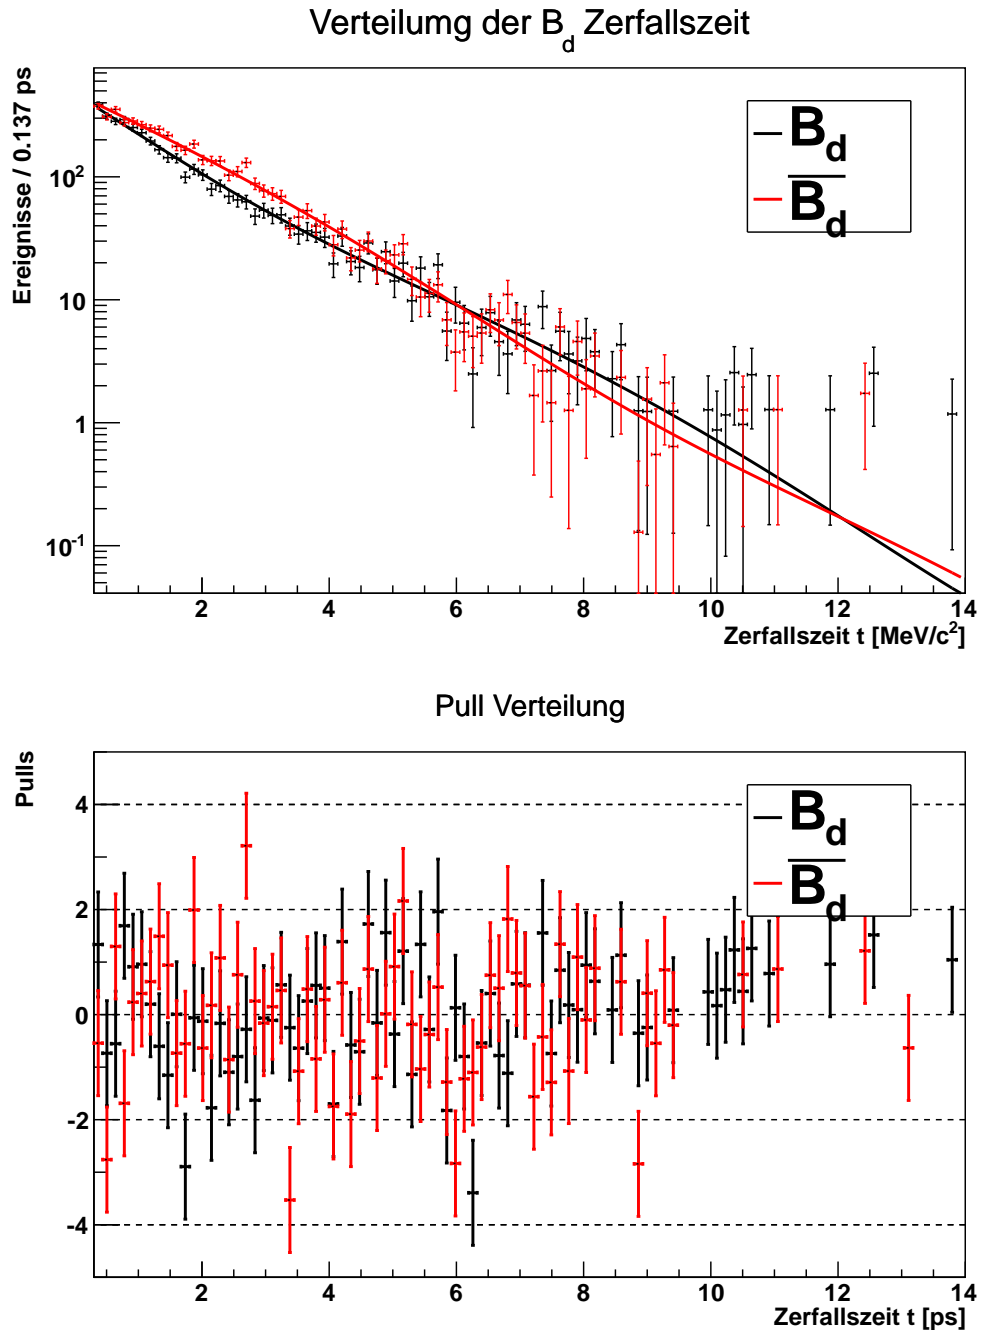 Verteilumg der B_d Zerfallszeit
Ereignisse / 0.137 ps
10^2
10
1
10^-1
B_d
B̅_d̅
2 4 6 8 10 12 14
Zerfallszeit t [MeV/c^2]
Pull Verteilung
Pulls
4
2
0
-2
-4
B_d
B̅_d̅
2 4 6 8 10 12 14
Zerfallszeit t [ps]